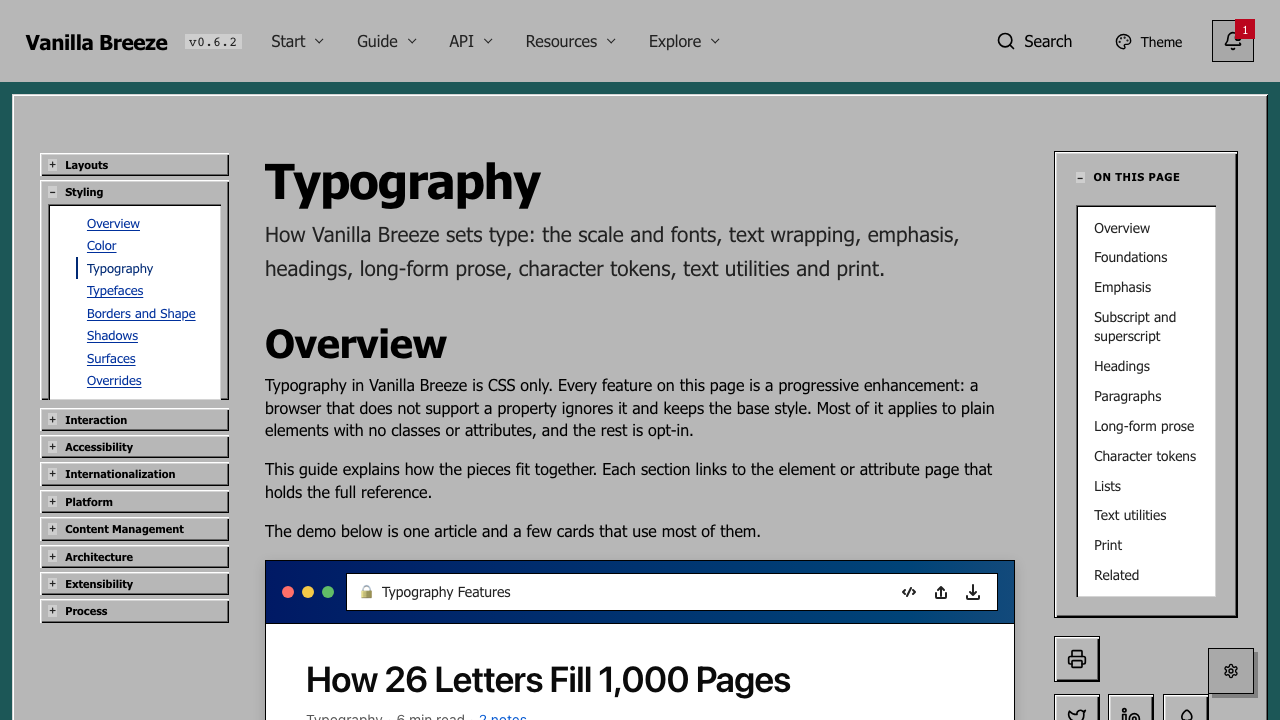 Vanilla Breeze v0.6.2 Start Guide API Resources Explore Search Theme 1
+ Layouts
− Styling
Overview
Color
Typography
Typefaces
Borders and Shape
Shadows
Surfaces
Overrides
+ Interaction
+ Accessibility
+ Internationalization
+ Platform
+ Content Management
+ Architecture
+ Extensibility
+ Process
Typography
How Vanilla Breeze sets type: the scale and fonts, text wrapping, emphasis,
headings, long-form prose, character tokens, text utilities and print.
Overview
Typography in Vanilla Breeze is CSS only. Every feature on this page is a progressive enhancement: a
browser that does not support a property ignores it and keeps the base style. Most of it applies to plain
elements with no classes or attributes, and the rest is opt-in.
This guide explains how the pieces fit together. Each section links to the element or attribute page that
holds the full reference.
The demo below is one article and a few cards that use most of them.
Typography Features
How 26 Letters Fill 1,000 Pages
Typography 6 min read 2 notes
− ON THIS PAGE
Overview
Foundations
Emphasis
Subscript and
superscript
Headings
Paragraphs
Long-form prose
Character tokens
Lists
Text utilities
Print
Related